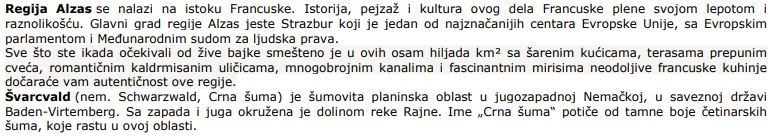 Regija Alzas se nalazi na istoku Francuske. Istorija, pejzaž i kultura ovog dela Francuske plene svojom lepotom i
raznolikošću. Glavni grad regije Alzas jeste Strazbur koji je jedan od najznačanijih centara Evropske Unije, sa Evropskim
parlamentom i Međunarodnim sudom za ljudska prava.
Sve što ste ikada očekivali od žive bajke smešteno je u ovih osam hiljada km² sa šarenim kućicama, terasama prepunim
cveća, romantičnim kaldrmisanim uličicama, mnogobrojnim kanalima i fascinantnim mirisima neodoljive francuske kuhinje
dočaraće vam autentičnost ove regije.
Švarcvald (nem. Schwarzwald, Crna šuma) je šumovita planinska oblast u jugozapadnoj Nemačkoj, u saveznoj državi
Baden-Virtemberg. Sa zapada i juga okružena je dolinom reke Rajne. Ime „Crna šuma" potiče od tamne boje četinarskih
šuma, koje rastu u ovoj oblasti.